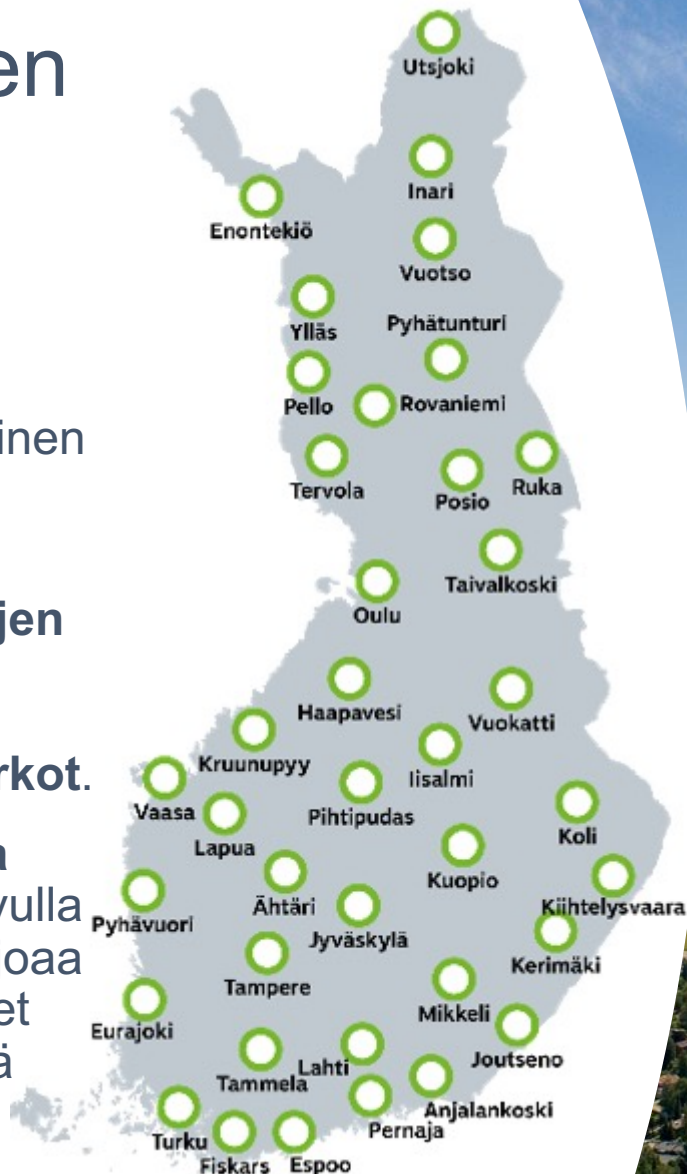 en
Utsjoki
Inari
Enontekiö
Vuotso
Ylläs
Pyhätunturi
Pello
Rovaniemi
inen
Tervola
Posio
Ruka
Taivalkoski
Oulu
jen
Haapavesi
Vuokatti
Kruunupyy
Iisalmi
rkot.
Vaasa
Pihtipudas
Koli
Lapua
a
Kuopio
Kiihtelysvaara
vulla
Pyhävuori
Ähtäri
Jyväskylä
Kerimäki
oaa
Tampere
Mikkeli
et
Eurajoki
Joutseno
ä
Tammela
Lahti
Anjalankoski
Pernaja
Turku
Fiskars
Espoo